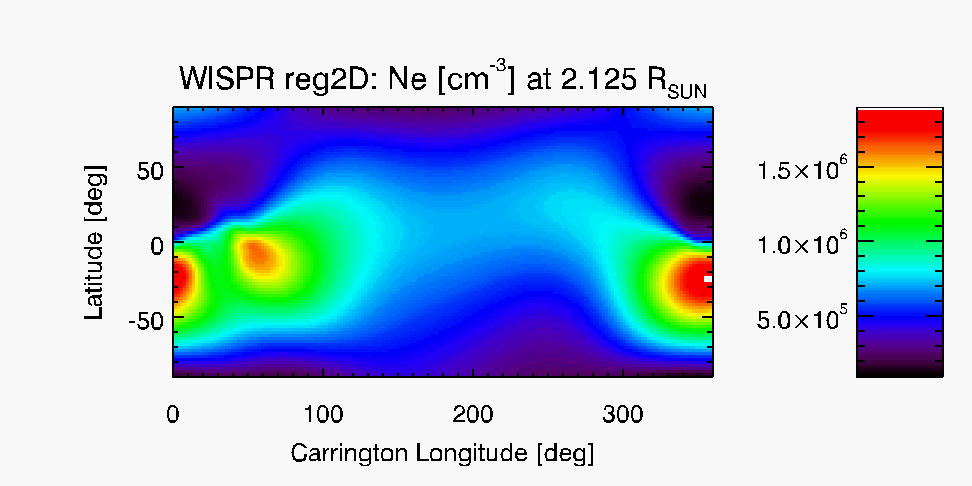 WISPR reg2D: Ne [cm⁻³] at 2.125 R_SUN
50
0
-50
Latitude [deg]
0 100 200 300
Carrington Longitude [deg]
1.5×10⁶
1.0×10⁶
5.0×10⁵